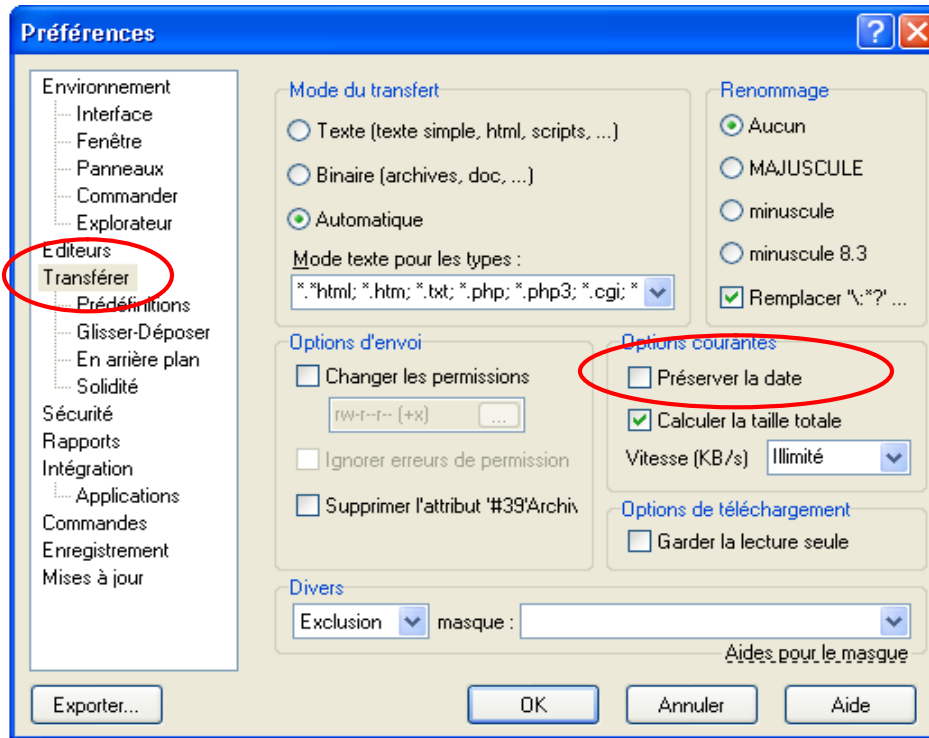 Préférences
Environnement
Interface
Fenêtre
Panneaux
Commander
Explorateur
Editeurs
Transférer
Prédéfinitions
Glisser-Déposer
En arrière plan
Solidité
Sécurité
Rapports
Intégration
Applications
Commandes
Enregistrement
Mises à jour
Mode du transfert
Texte (texte simple, html, scripts, ...)
Binaire (archives, doc, ...)
Automatique
Mode texte pour les types :
*.*html; *.htm; *.txt; *.php; *.php3; *.cgi; *
Renommage
Aucun
MAJUSCULE
minuscule
minuscule 8.3
Remplacer '\:*?' ...
Options d'envoi
Changer les permissions
rw-r--r-- (+x)
...
Ignorer erreurs de permission
Supprimer l'attribut '#39'Archiv
Options courantes
Préserver la date
Calculer la taille totale
Vitesse (KB/s) Illimité
Options de téléchargement
Garder la lecture seule
Divers
Exclusion masque :
Aides pour le masque
Exporter... OK Annuler Aide